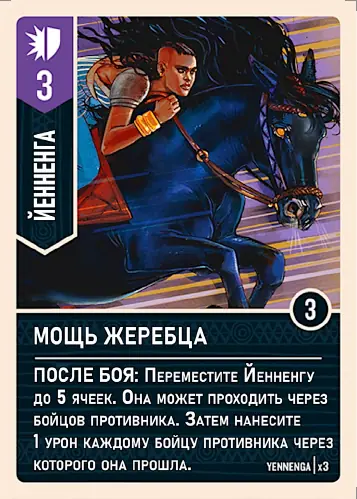 3
ЙЕННЕНГА
3
МОЩЬ ЖЕРЕБЦА
ПОСЛЕ БОЯ: Переместите Йенненгу
до 5 ячеек. Она может проходить через
бойцов противника. Затем нанесите
1 урон каждому бойцу противника через
которого она прошла.
YENNENGA | x3